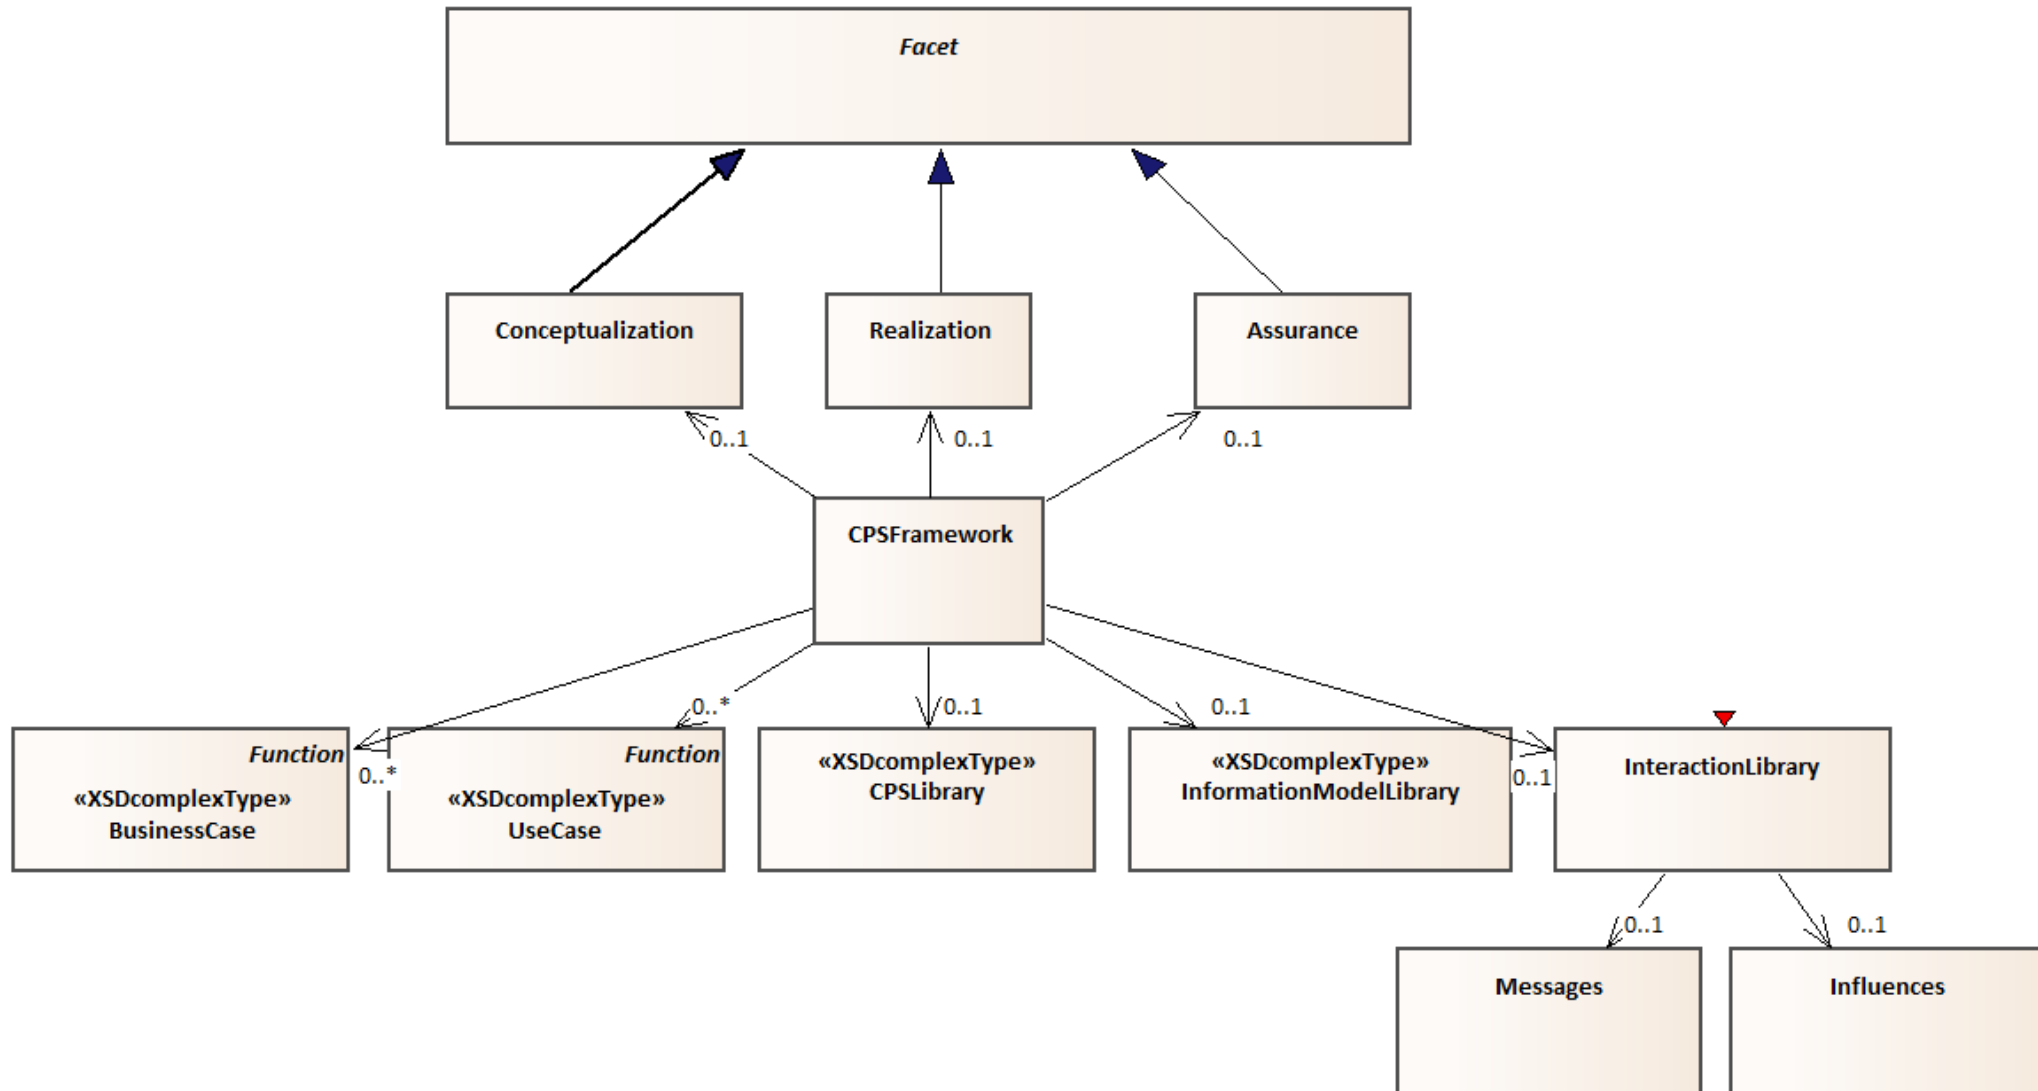 Facet
Conceptualization
Realization
Assurance
0..1
0..1
0..1
CPSFramework
0..*
0..*
0..1
0..1
0..1
Function
«XSDcomplexType»
BusinessCase
Function
«XSDcomplexType»
UseCase
«XSDcomplexType»
CPSLibrary
«XSDcomplexType»
InformationModelLibrary
InteractionLibrary
0..1
0..1
Messages
Influences